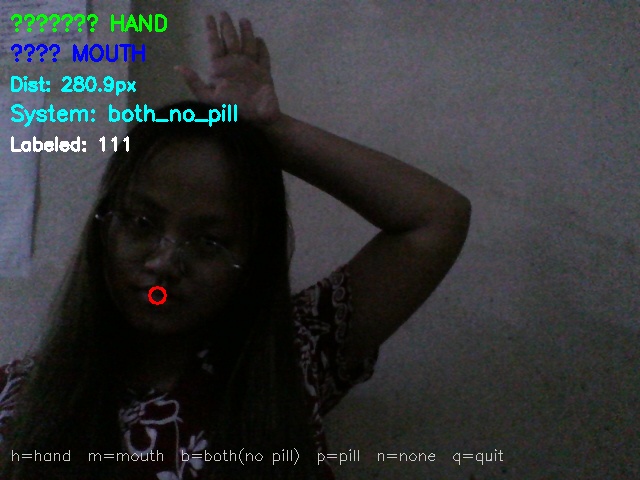 ??????? HAND
???? MOUTH
Dist: 280.9px
System: both_no_pill
Labeled: 111
h=hand m=mouth b=both(no pill) p=pill n=none q=quit